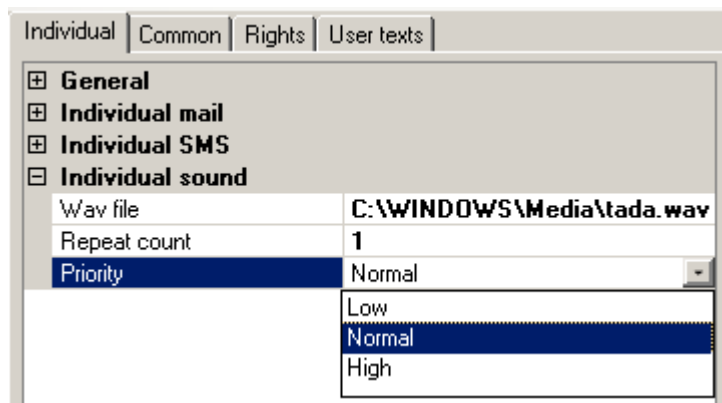 Individual Common Rights User texts
General
Individual mail
Individual SMS
Individual sound
Wav file C:\WINDOWS\Media\tada.wav
Repeat count 1
Priority Normal
Low
Normal
High